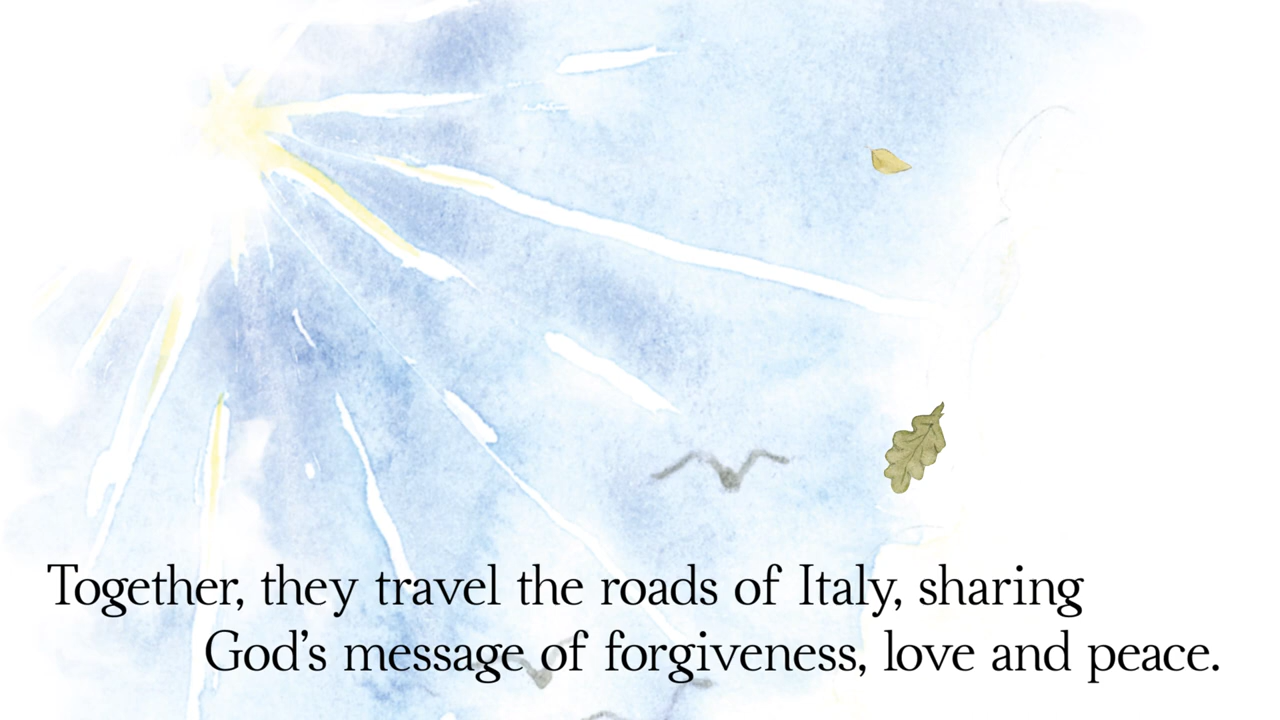 Together, they travel the roads of Italy, sharing
God’s message of forgiveness, love and peace.